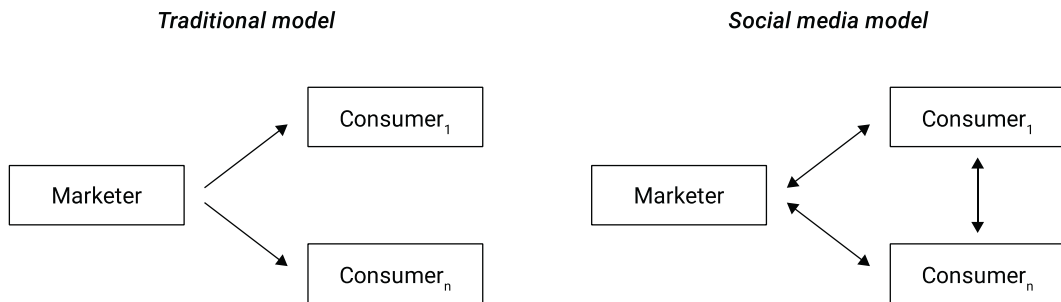 Traditional model
Social media model
Consumer₁
Consumer₁
Marketer
Marketer
Consumerₙ
Consumerₙ